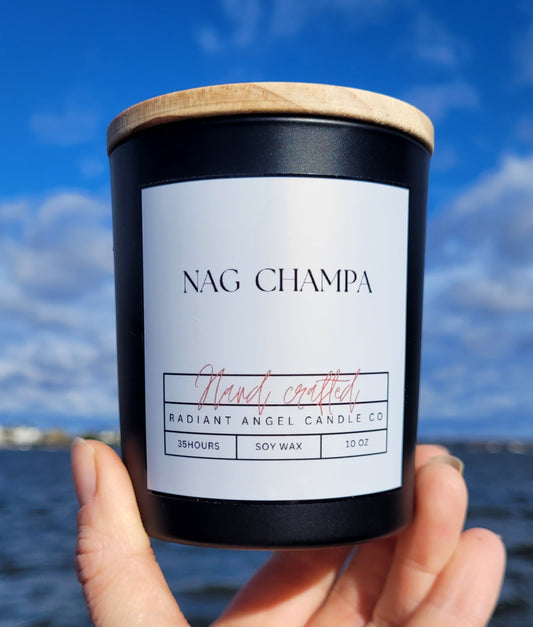 NAG CHAMPA
Hand crafted
RADIANT ANGEL CANDLE CO
35HOURS SOY WAX 10 OZ